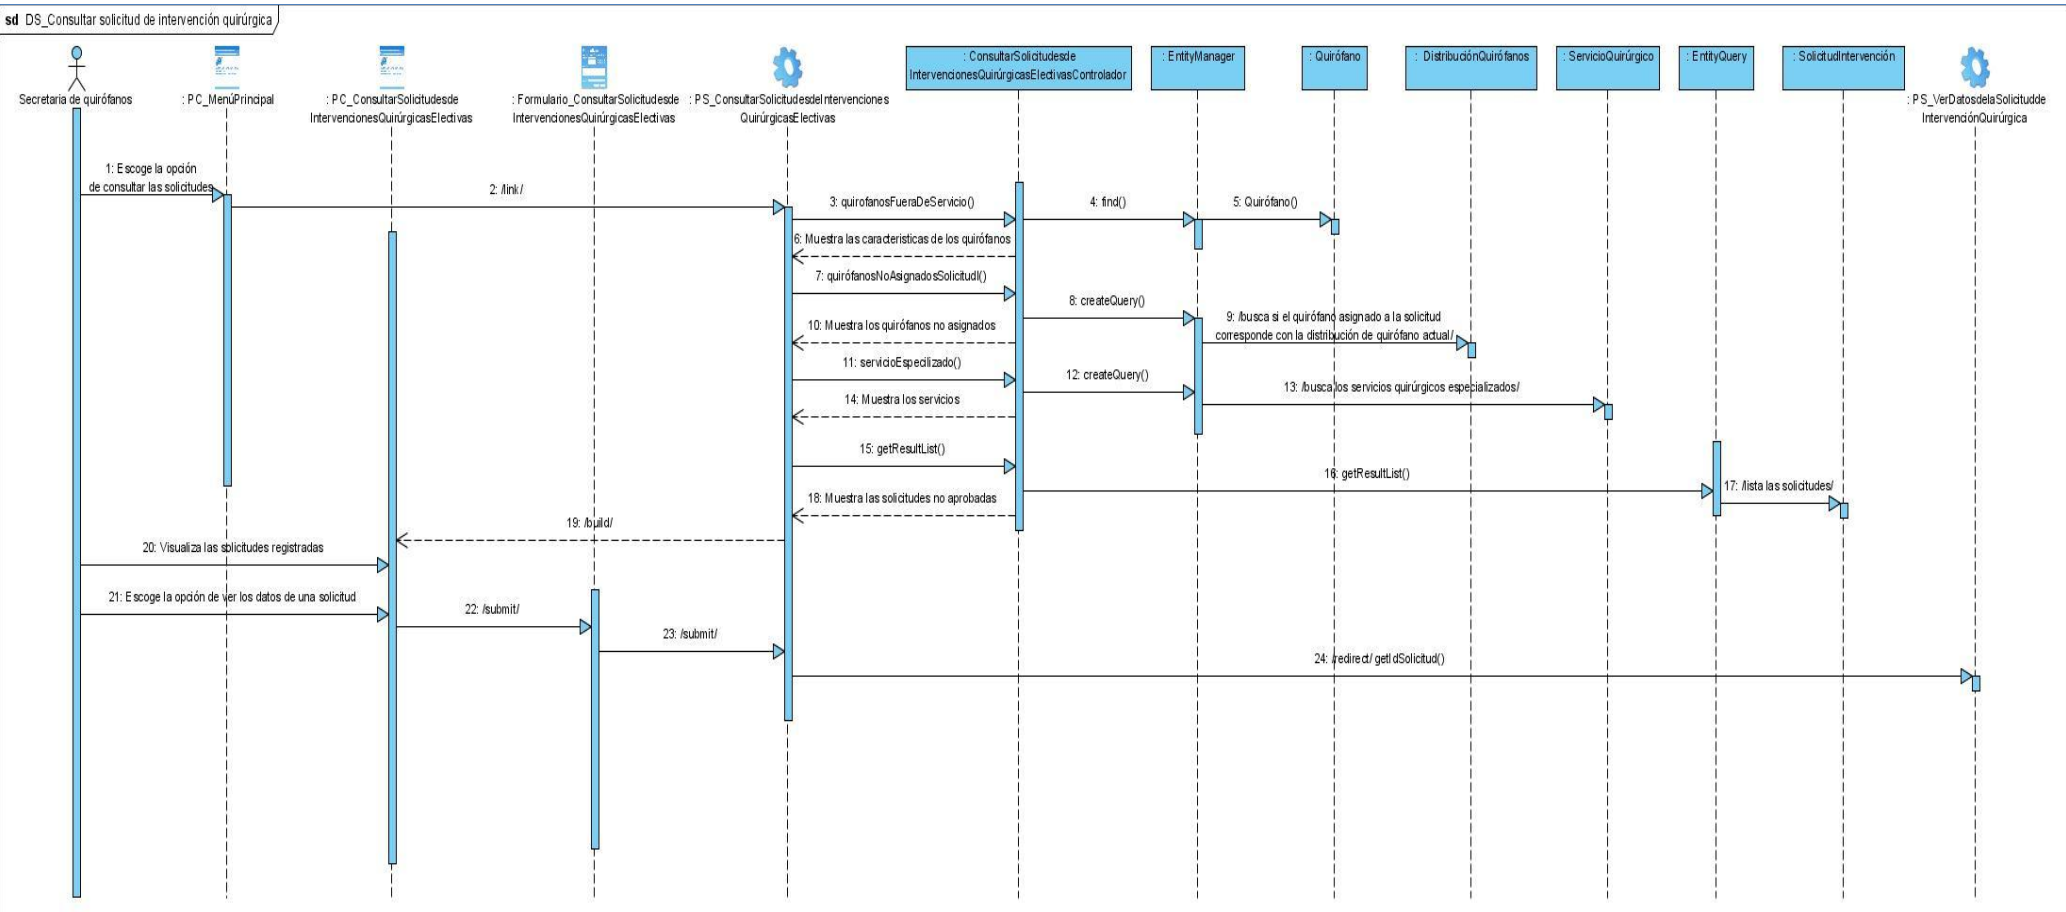 sd DS_Consultar solicitud de intervención quirúrgica
Secretaria de quirófanos
: PC_MenúPrincipal
: PC_ConsultarSolicitudesde
IntervencionesQuirúrgicasElectivas
: Formulario_ConsultarSolicitudesde
IntervencionesQuirúrgicasElectivas
: PS_ConsultarSolicitudesdeIntervenciones
QuirúrgicasElectivas
: ConsultarSolicitudesde
IntervencionesQuirúrgicasElectivasControlador
: EntityManager
: Quirófano
: DistribuciónQuirófanos
: ServicioQuirúrgico
: EntityQuery
: SolicitudIntervención
: PS_VerDatosdelaSolicitudde
IntervenciónQuirúrgica
1: Escoge la opción
de consultar las solicitudes
2: /link/
3: quirofanosFueraDeServicio()
4: find()
5: Quirófano()
6: Muestra las caracteristicas de los quirófanos
7: quirófanosNoAsignadosSolicitudI()
8: createQuery()
9: /busca si el quirófano asignado a la solicitud
corresponde con la distribución de quirófano actual/
10: Muestra los quirófanos no asignados
11: servicioEspecilizado()
12: createQuery()
13: /busca los servicios quirúrgicos especializados/
14: Muestra los servicios
15: getResultList()
16: getResultList()
17: /lista las solicitudes/
18: Muestra las solicitudes no aprobadas
19: /build/
20: Visualiza las solicitudes registradas
21: Escoge la opción de ver los datos de una solicitud
22: /submit/
23: /submit/
24: /redirect/ getIdSolicitud()